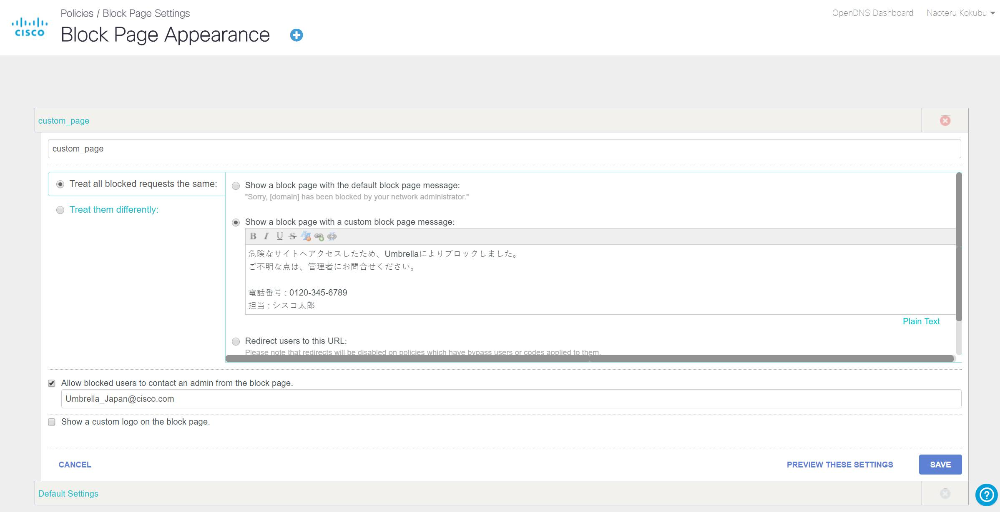 Policies / Block Page Settings
OpenDNS Dashboard
Naoteru Kokubu
CISCO
Block Page Appearance
custom_page
custom_page
Treat all blocked requests the same:
Treat them differently:
Show a block page with the default block page message:
"Sorry, [domain] has been blocked by your network administrator."
Show a block page with a custom block page message:
B I U S
危険なサイトへアクセスしたため、Umbrellaによりブロックしました。
ご不明な点は、管理者にお問合せください。
電話番号 : 0120-345-6789
担当 : シスコ太郎
Plain Text
Redirect users to this URL:
Please note that redirects will be disabled on policies which have bypass users or codes applied to them.
Allow blocked users to contact an admin from the block page.
Umbrella_Japan@cisco.com
Show a custom logo on the block page.
CANCEL
PREVIEW THESE SETTINGS
SAVE
Default Settings